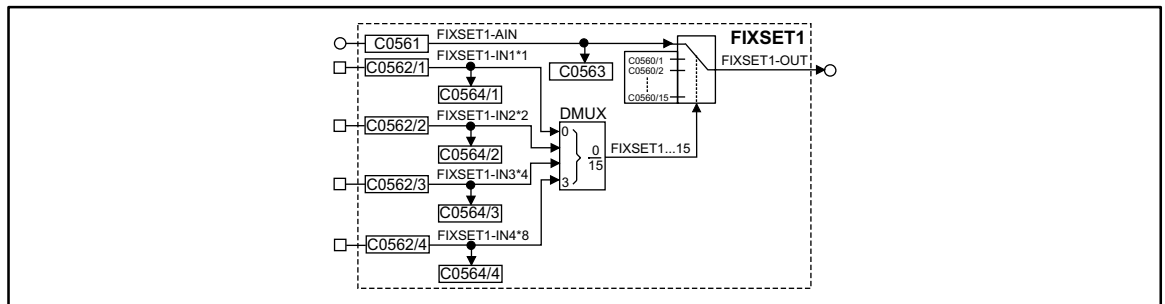 C0561
FIXSET1-AIN
FIXSET1
C0562/1
FIXSET1-IN1*1
C0563
C0560/1
C0560/2
C0560/15
FIXSET1-OUT
C0564/1
C0562/2
FIXSET1-IN2*2
C0564/2
DMUX
0
3
0
15
FIXSET1...15
C0562/3
FIXSET1-IN3*4
C0564/3
C0562/4
FIXSET1-IN4*8
C0564/4